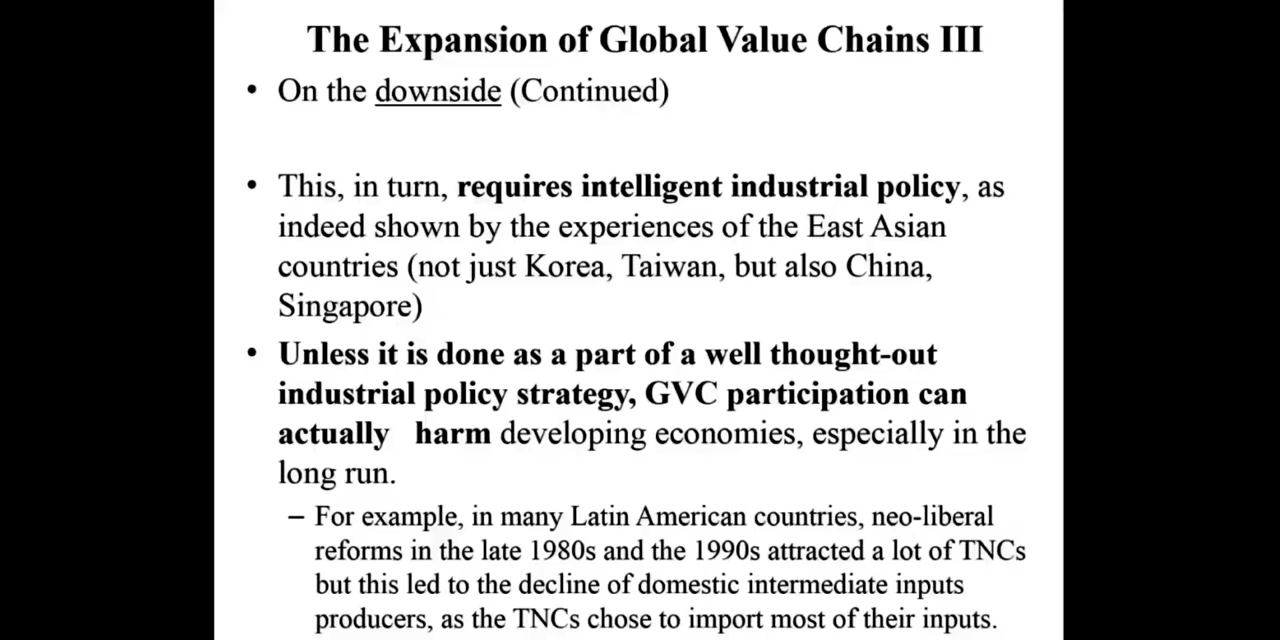 The Expansion of Global Value Chains III
• On the downside (Continued)
• This, in turn, requires intelligent industrial policy, as
indeed shown by the experiences of the East Asian
countries (not just Korea, Taiwan, but also China,
Singapore)
• Unless it is done as a part of a well thought-out
industrial policy strategy, GVC participation can
actually harm developing economies, especially in the
long run.
– For example, in many Latin American countries, neo-liberal
reforms in the late 1980s and the 1990s attracted a lot of TNCs
but this led to the decline of domestic intermediate inputs
producers, as the TNCs chose to import most of their inputs.